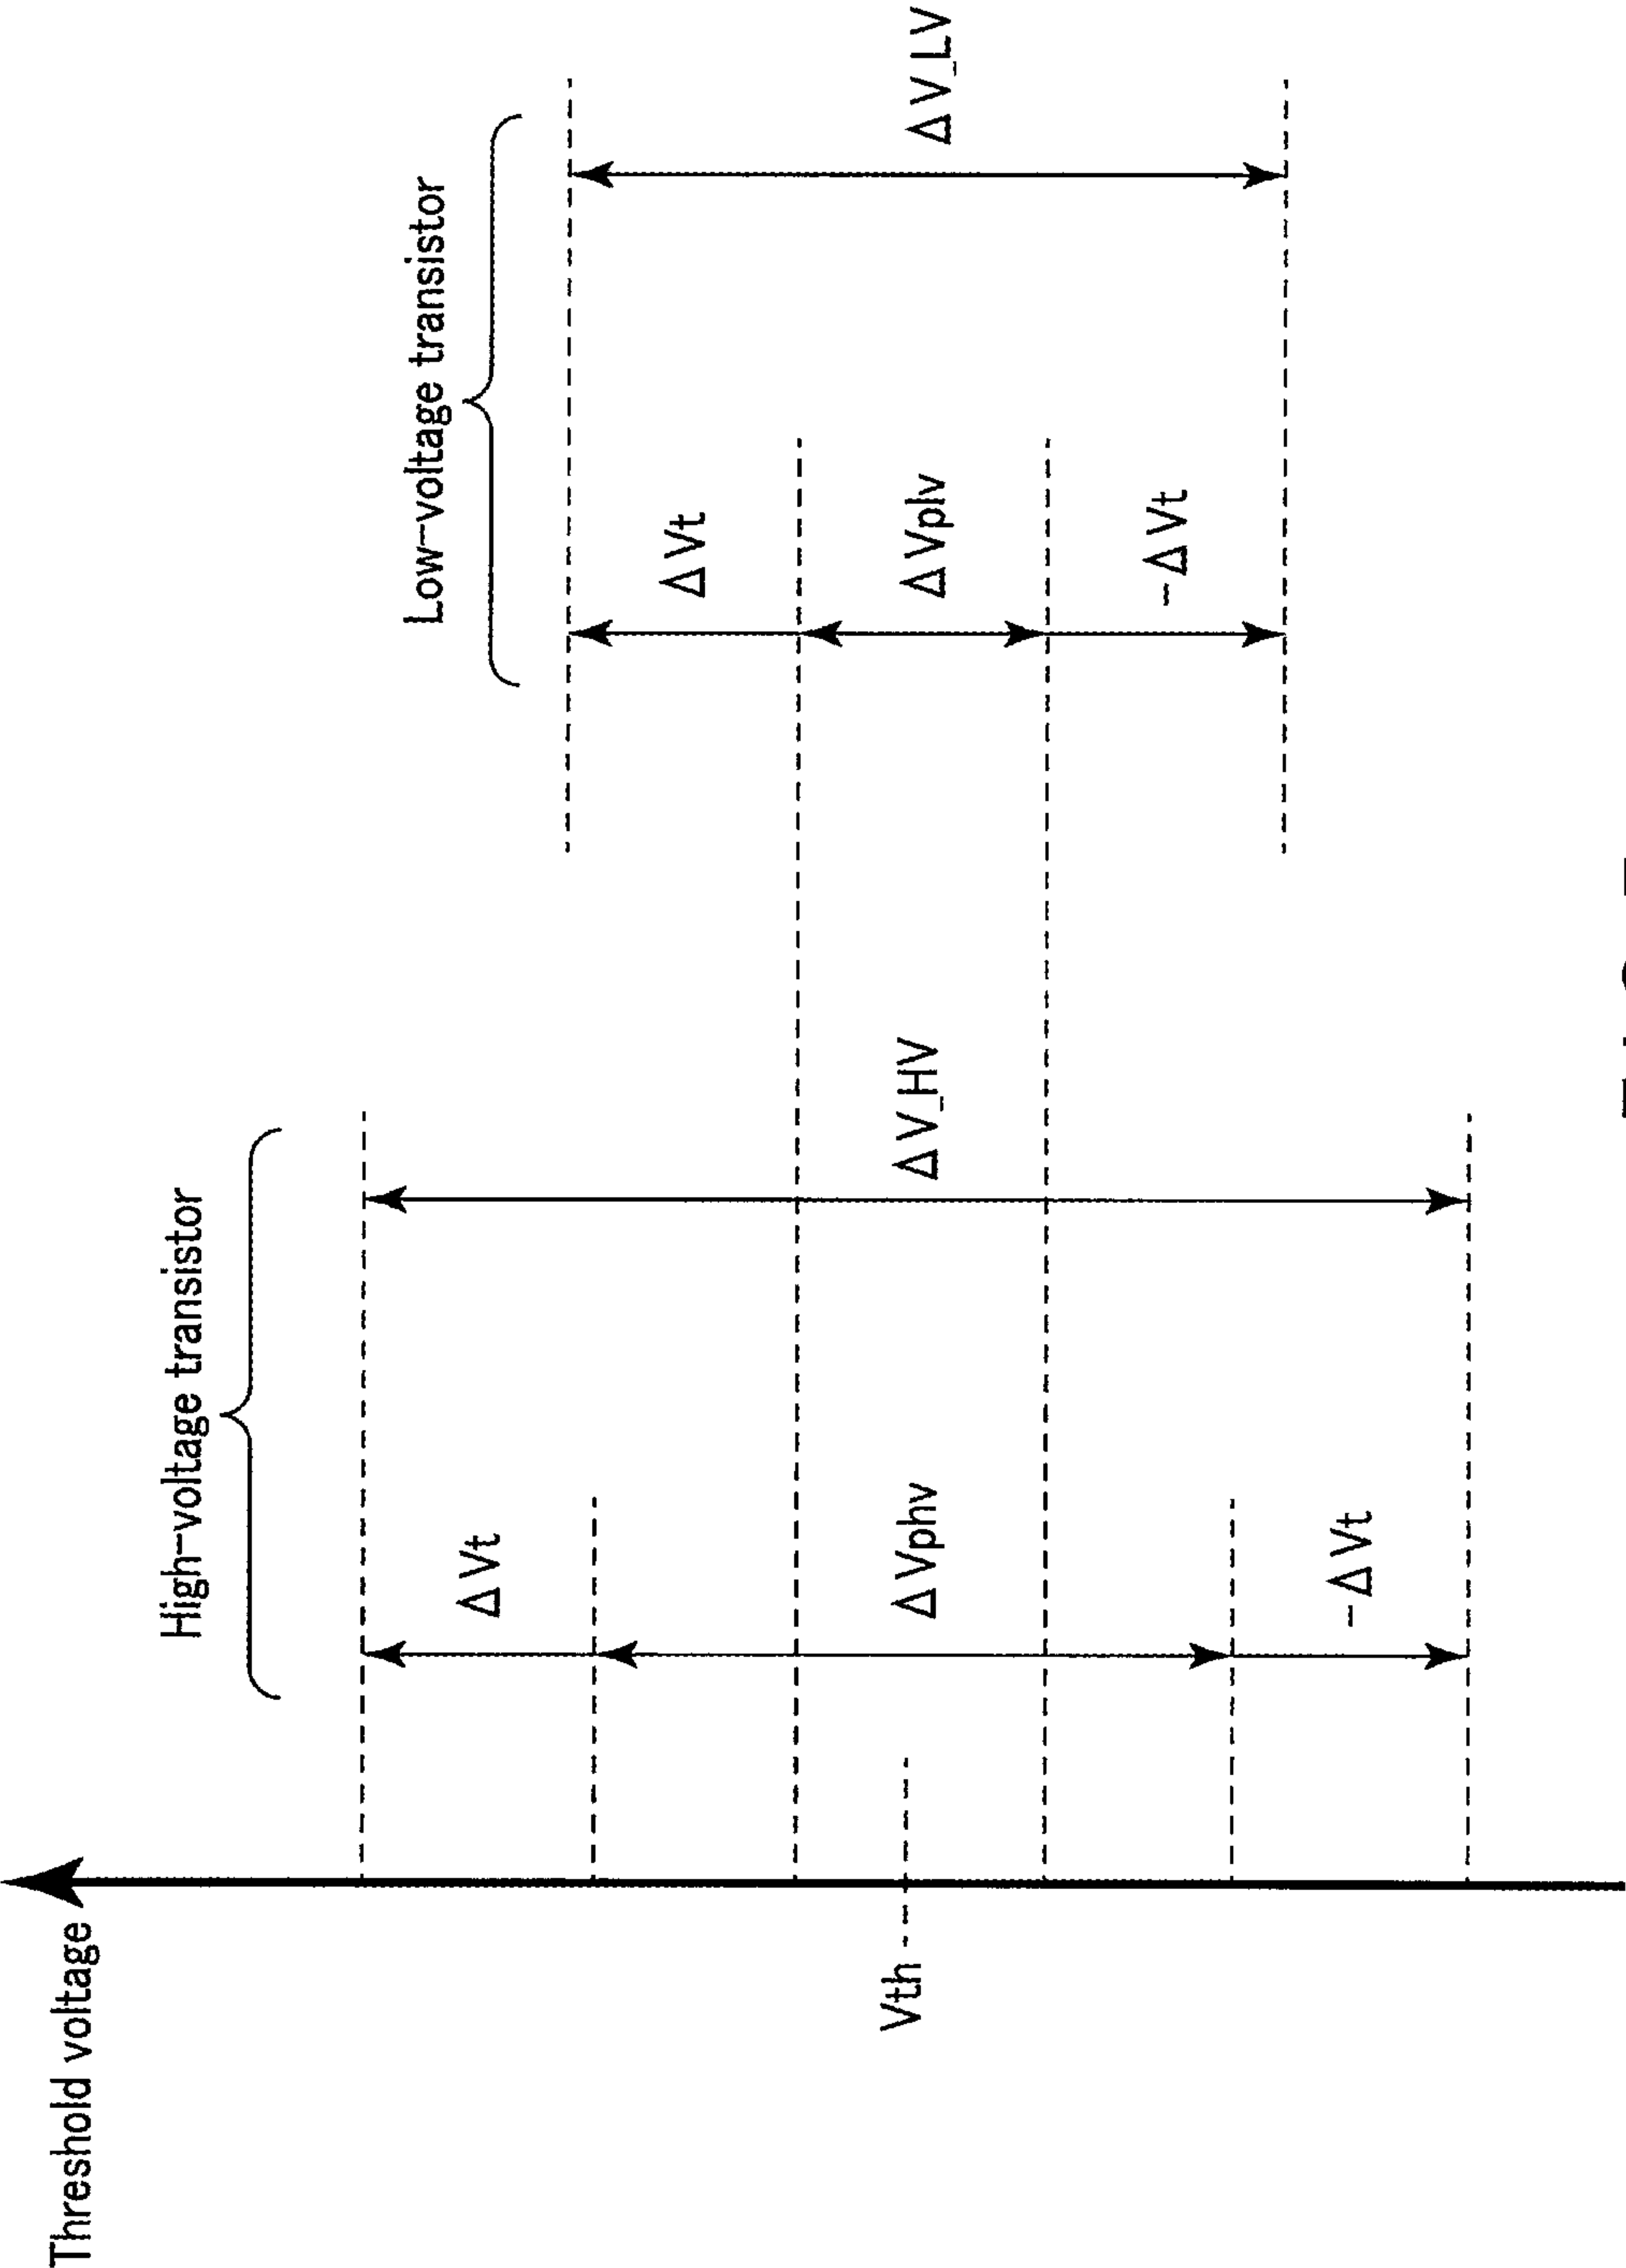 Threshold voltage
Vth
High-voltage transistor
ΔVt
ΔVphv
-ΔVt
ΔV_HV
Low-voltage transistor
ΔVt
ΔVplv
-ΔVt
ΔV_LV